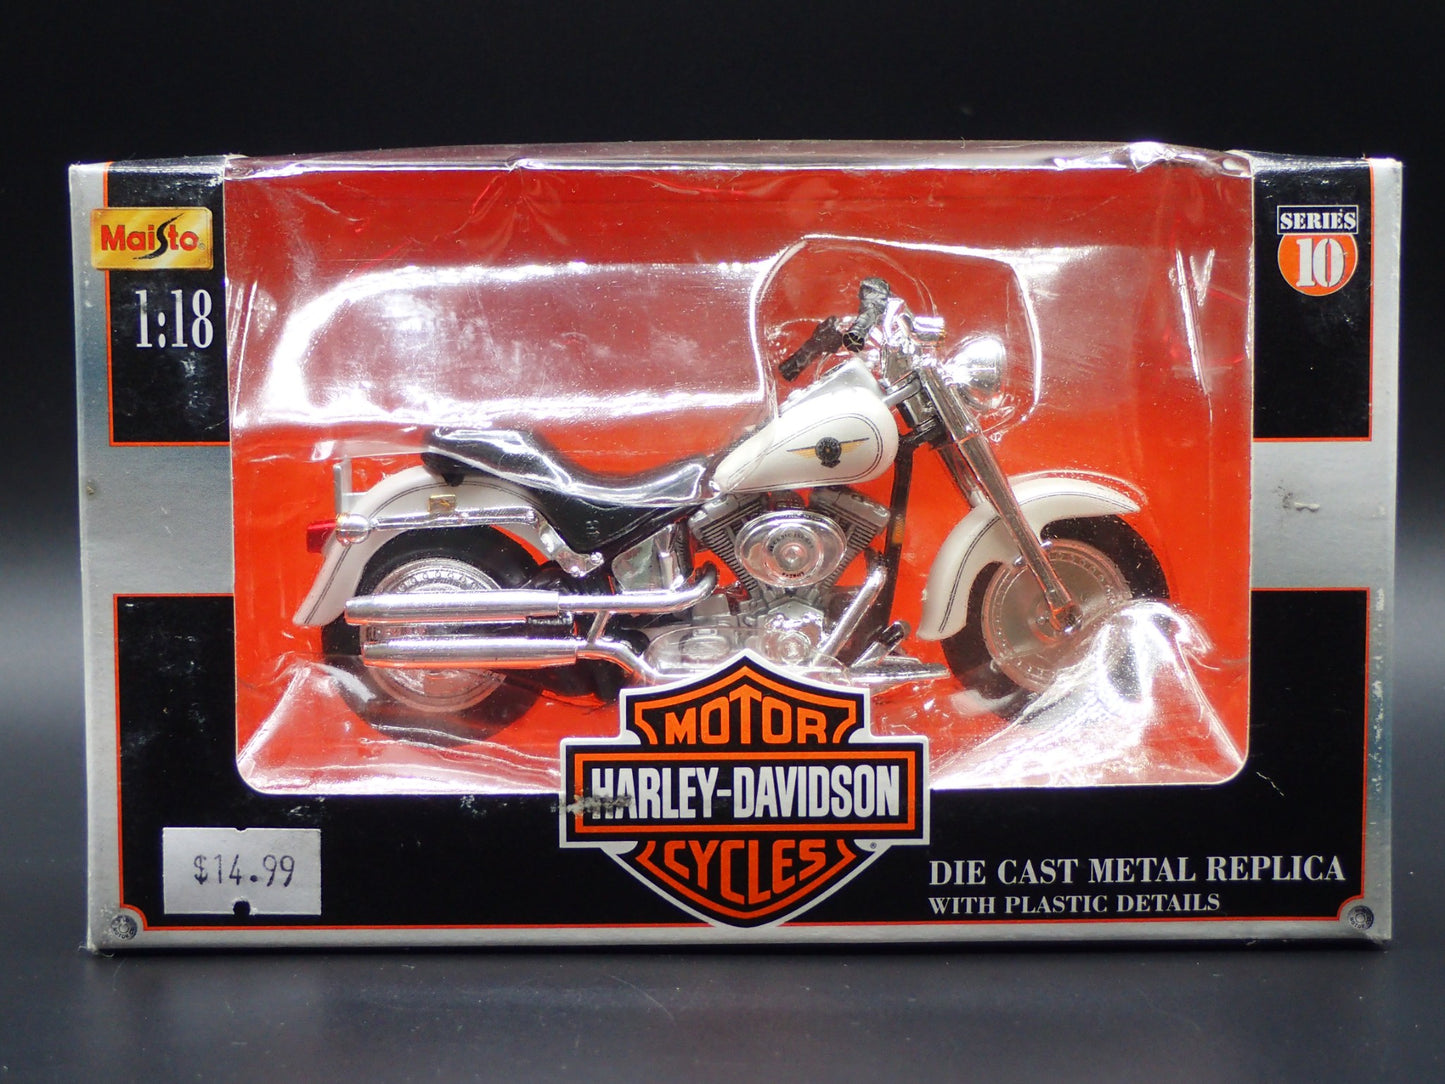 Maisto
1:18
SERIES
10
MOTOR
HARLEY-DAVIDSON
CYCLES
®
$14.99
DIE CAST METAL REPLICA
WITH PLASTIC DETAILS